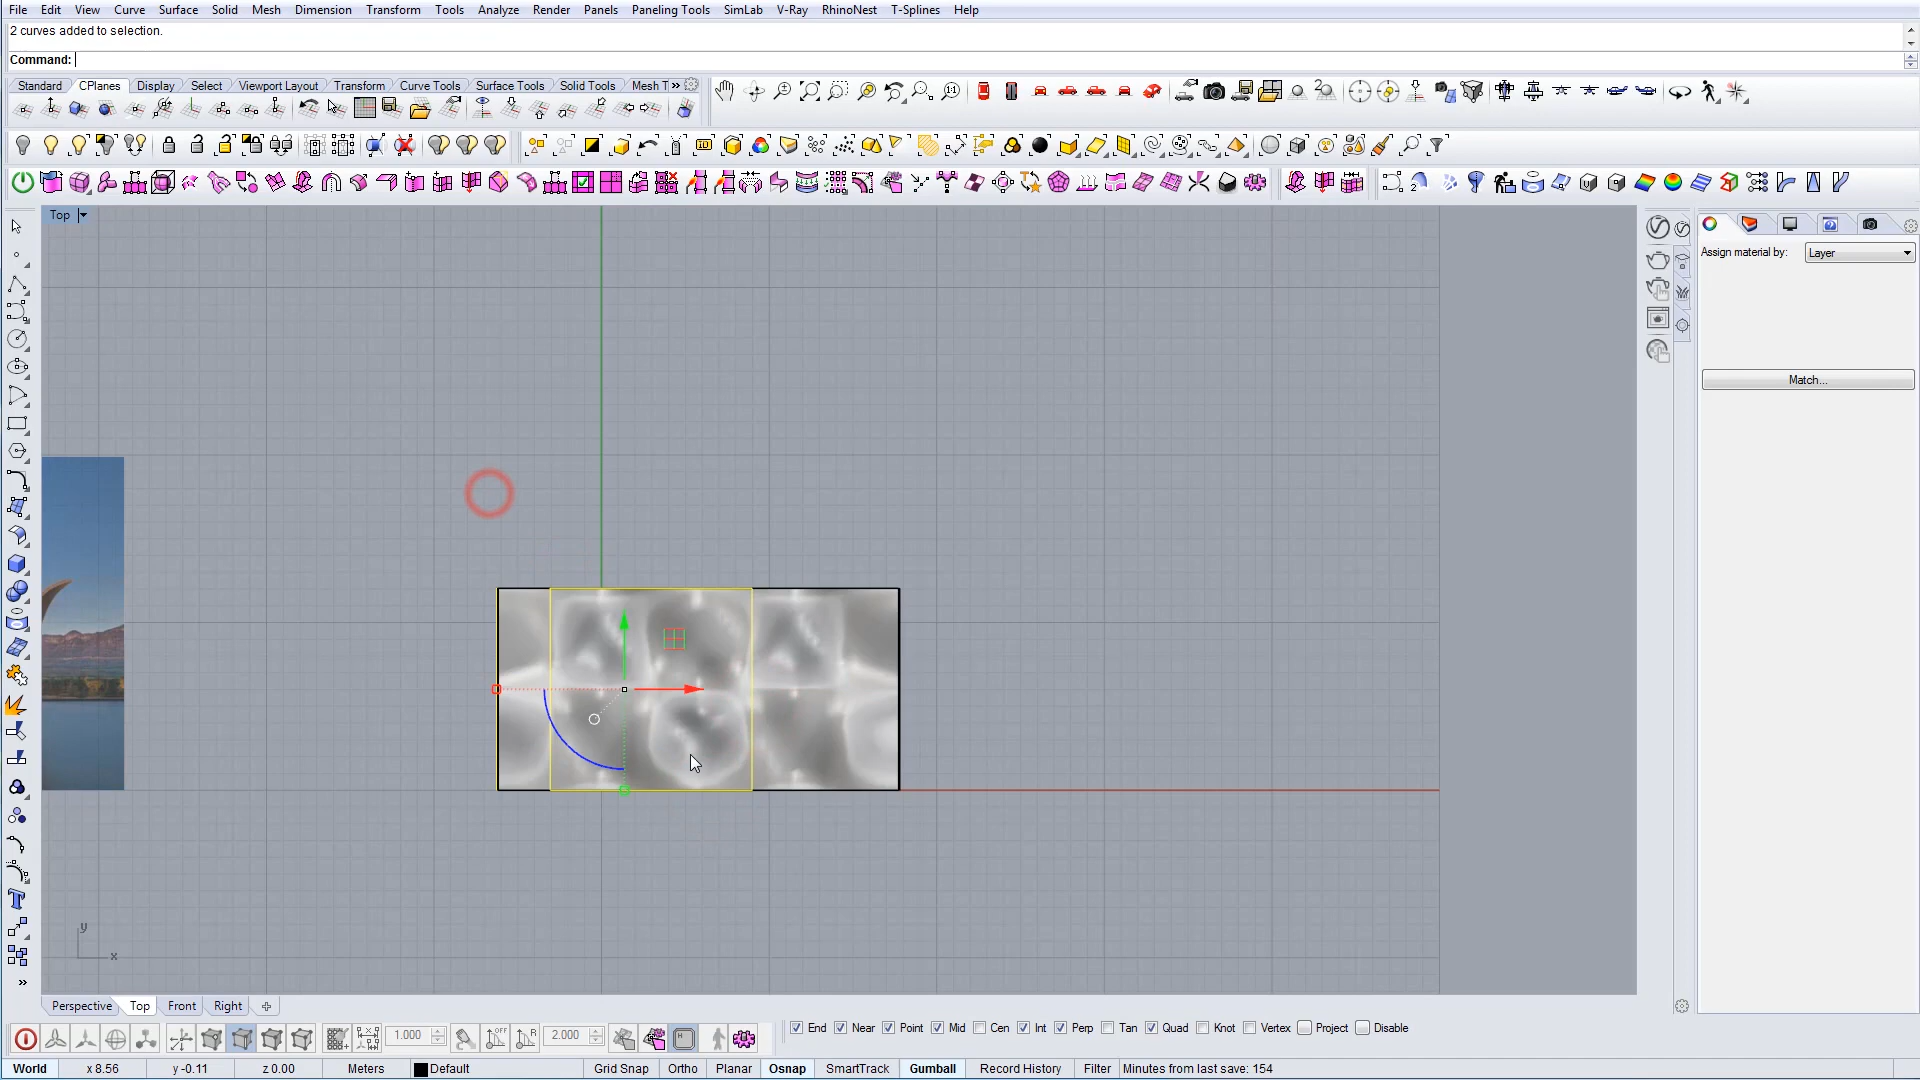 File Edit View Curve Surface Solid Mesh Dimension Transform Tools Analyze Render Panels Paneling Tools SimLab V-Ray RhinoNest T-Splines Help
2 curves added to selection.
Command:
Standard CPlanes Display Select Viewport Layout Transform Curve Tools Surface Tools Solid Tools Mesh T »
Top
Assign material by: Layer
Match...
y
x
Perspective Top Front Right
1.000 2.000 End Near Point Mid Cen Int Perp Tan Quad Knot Vertex Project Disable
World x 8.56 y -0.11 z 0.00 Meters Default Grid Snap Ortho Planar Osnap SmartTrack Gumball Record History Filter Minutes from last save: 154